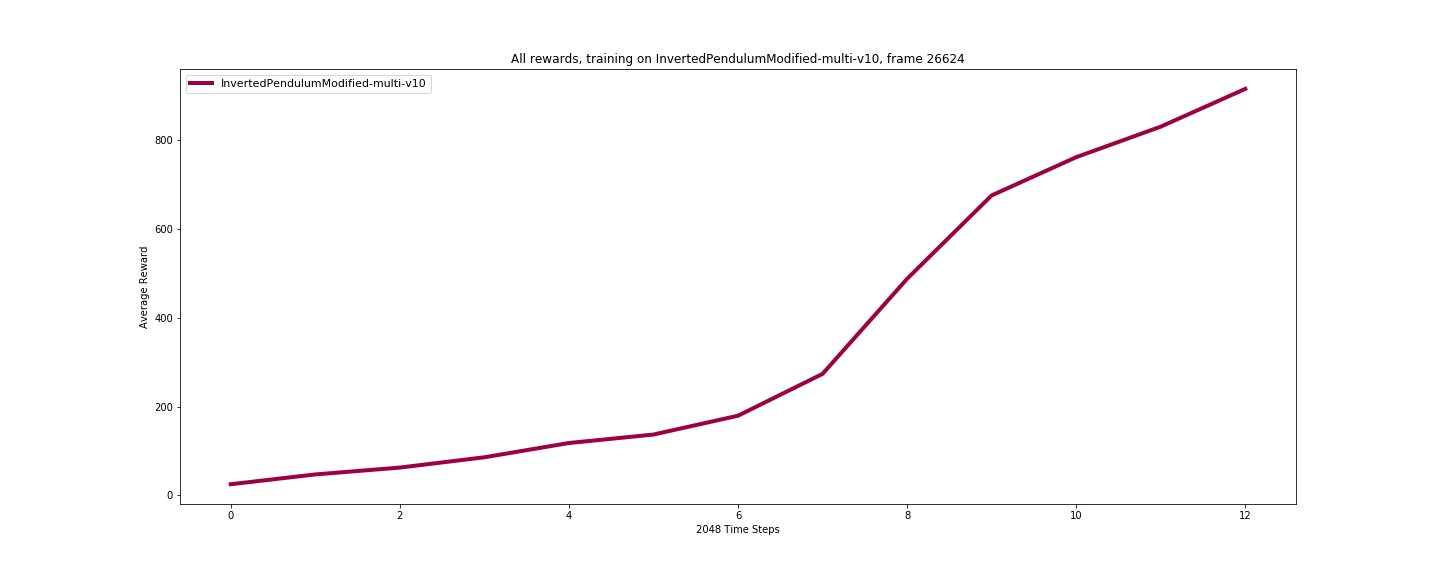 All rewards, training on InvertedPendulumModified-multi-v10, frame 26624
InvertedPendulumModified-multi-v10
Average Reward
800
600
400
200
0
0 2 4 6 8 10 12
2048 Time Steps